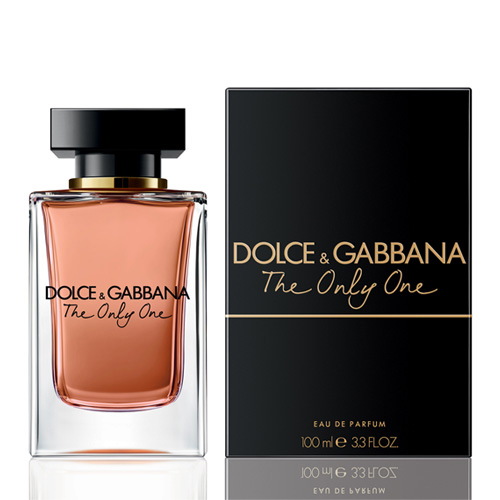 DOLCE & GABBANA
The Only One
DOLCE & GABBANA
The Only One
EAU DE PARFUM
100 ml e 3.3 FL.OZ.